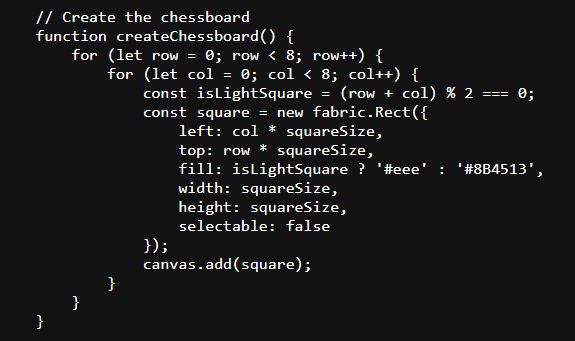 // Create the chessboard
function createChessboard() {
    for (let row = 0; row < 8; row++) {
        for (let col = 0; col < 8; col++) {
            const isLightSquare = (row + col) % 2 === 0;
            const square = new fabric.Rect({
                left: col * squareSize,
                top: row * squareSize,
                fill: isLightSquare ? '#eee' : '#8B4513',
                width: squareSize,
                height: squareSize,
                selectable: false
            });
            canvas.add(square);
        }
    }
}